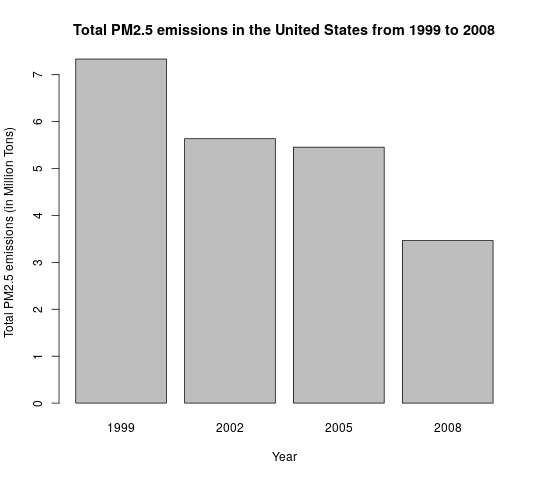 Total PM2.5 emissions in the United States from 1999 to 2008
Total PM2.5 emissions (in Million Tons)
7
6
5
4
3
2
1
0
1999 2002 2005 2008
Year